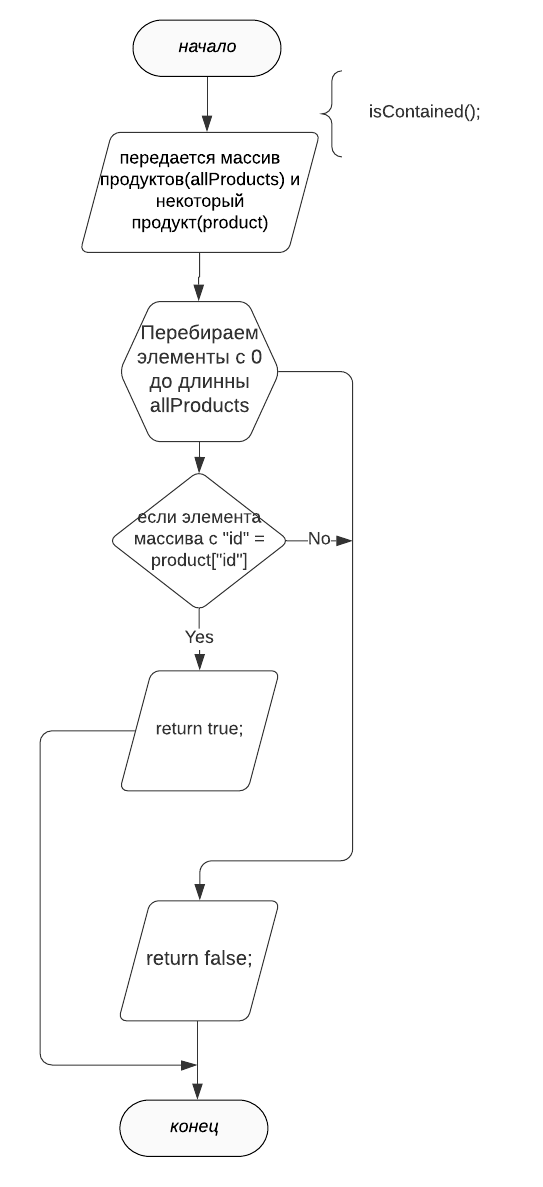 начало
isContained();
передается массив
продуктов(allProducts) и
некоторый
продукт(product)
Перебираем
элементы с 0
до длинны
allProducts
если элемента
массива с "id" =
product["id"]
No
Yes
return true;
return false;
конец